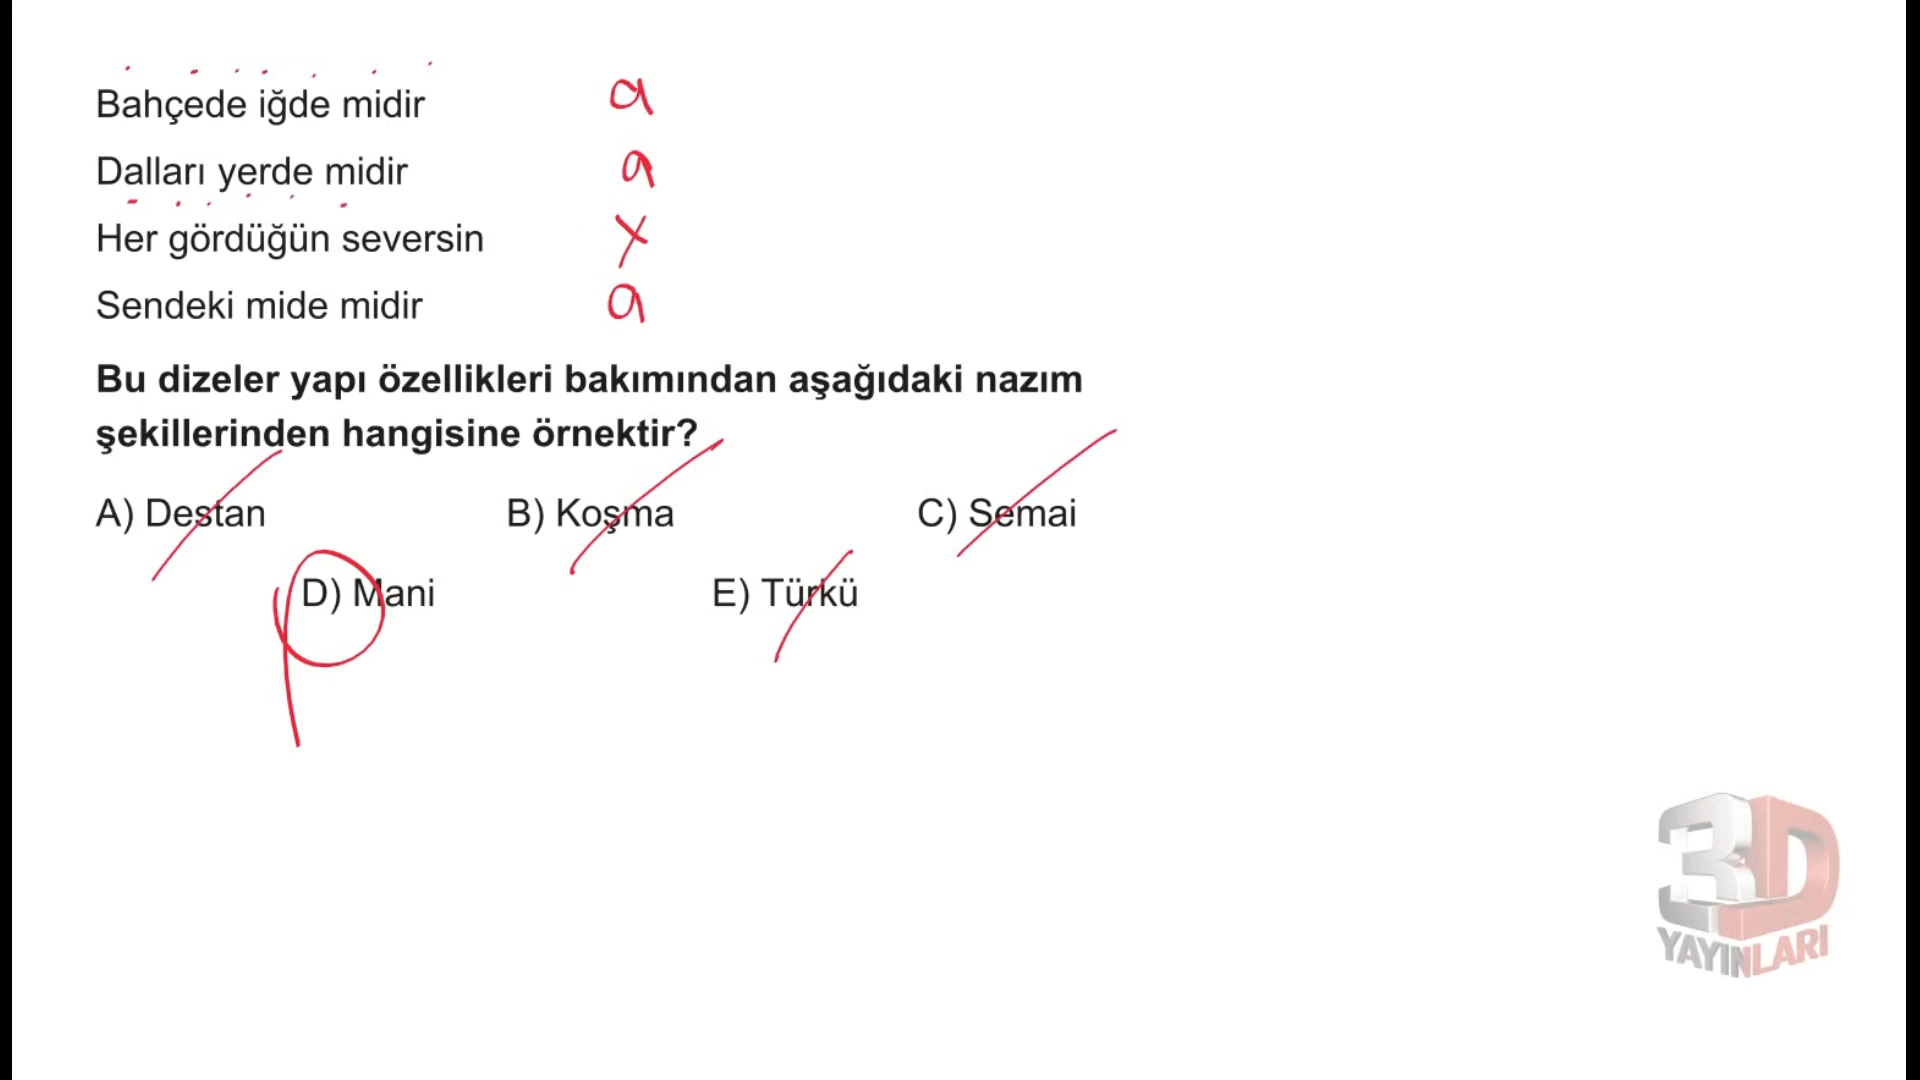 Bahçede iğde midir a
Dalları yerde midir a
Her gördüğün seversin x
Sendeki mide midir a
Bu dizeler yapı özellikleri bakımından aşağıdaki nazım
şekillerinden hangisine örnektir?
A) Destan B) Koşma C) Semai
D) Mani E) Türkü
3D
YAYINLARI